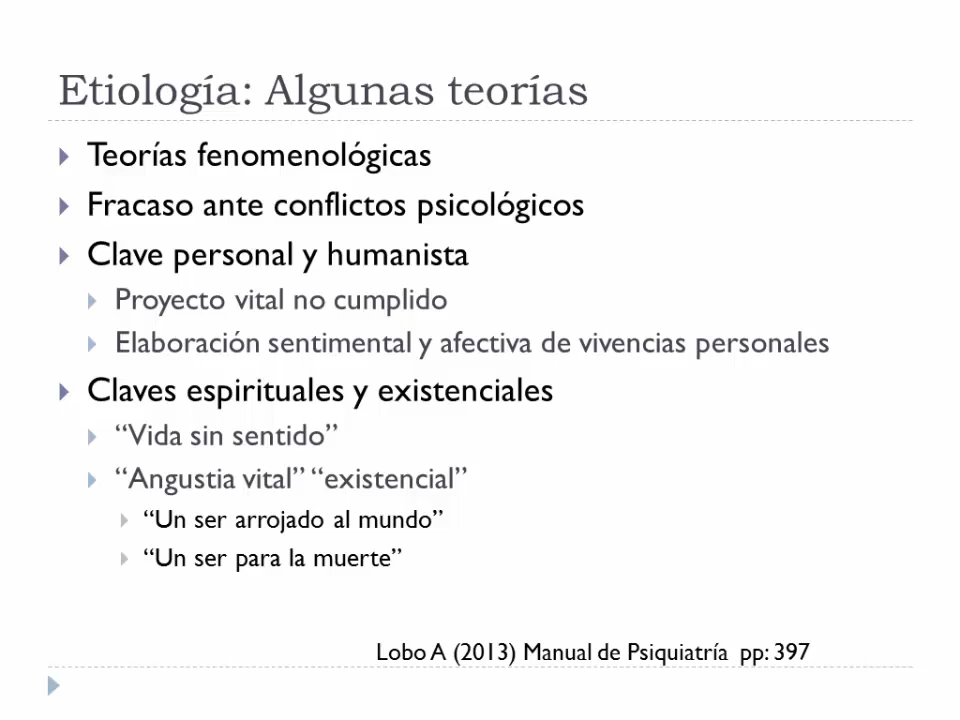 Etiología: Algunas teorías
Teorías fenomenológicas
Fracaso ante conflictos psicológicos
Clave personal y humanista
Proyecto vital no cumplido
Elaboración sentimental y afectiva de vivencias personales
Claves espirituales y existenciales
“Vida sin sentido”
“Angustia vital” “existencial”
“Un ser arrojado al mundo”
“Un ser para la muerte”
Lobo A (2013) Manual de Psiquiatría pp: 397